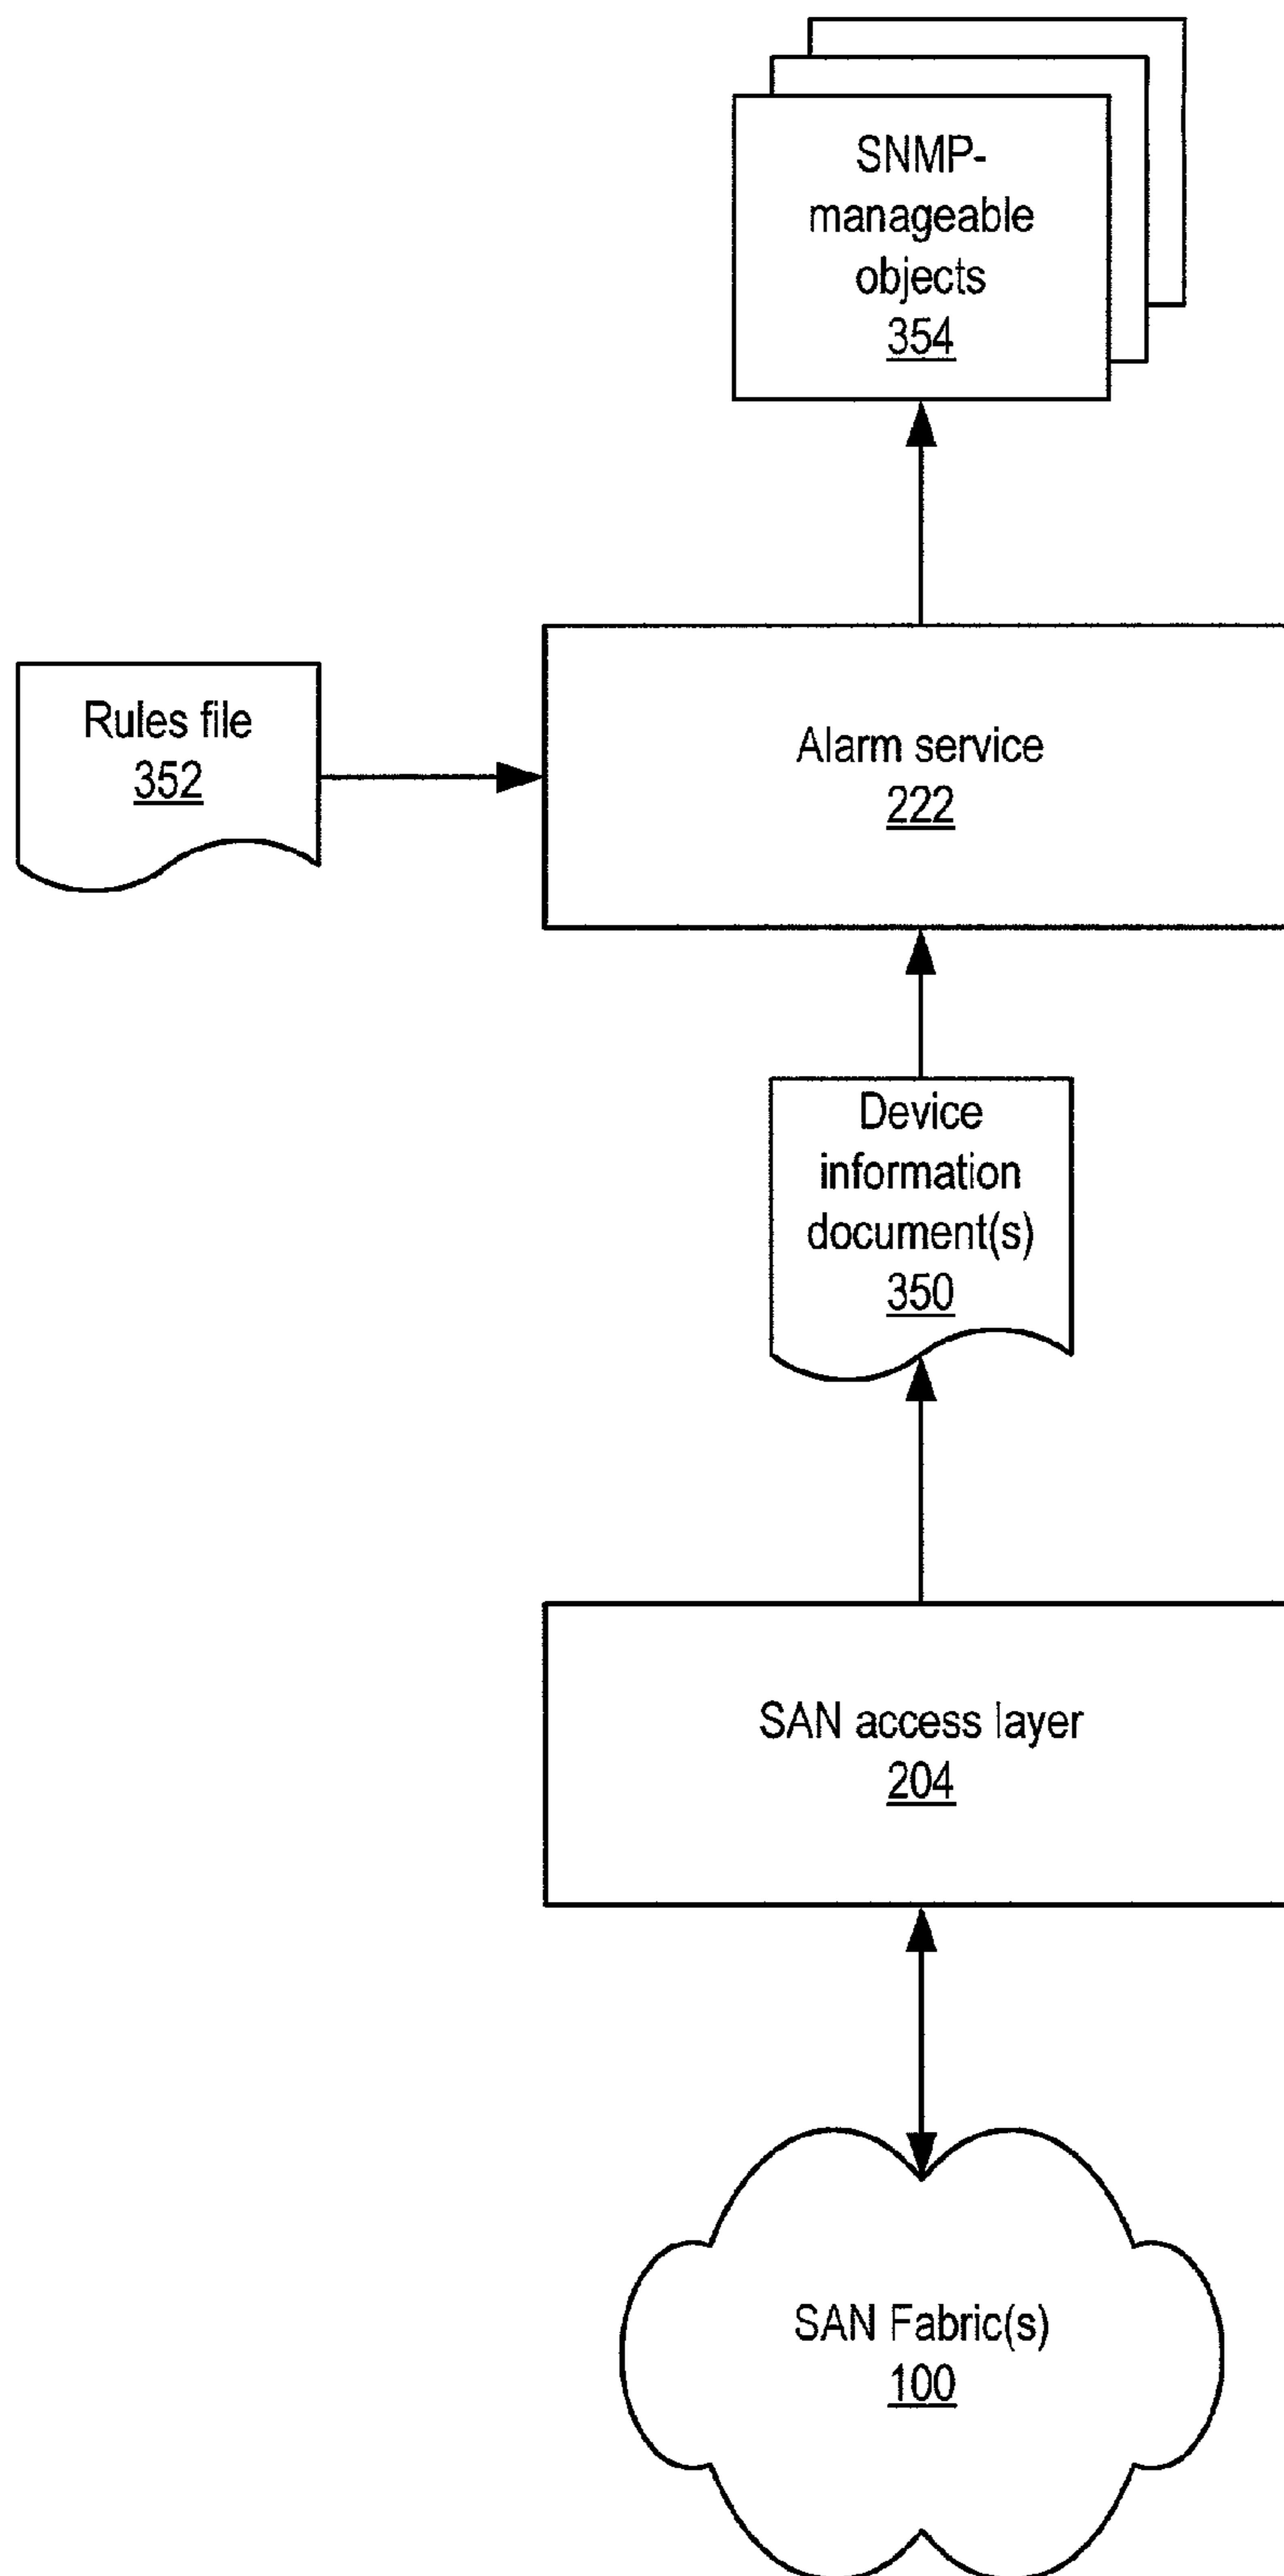 SNMP-
manageable
objects
354
Rules file
352
Alarm service
222
Device
information
document(s)
350
SAN access layer
204
SAN Fabric(s)
100